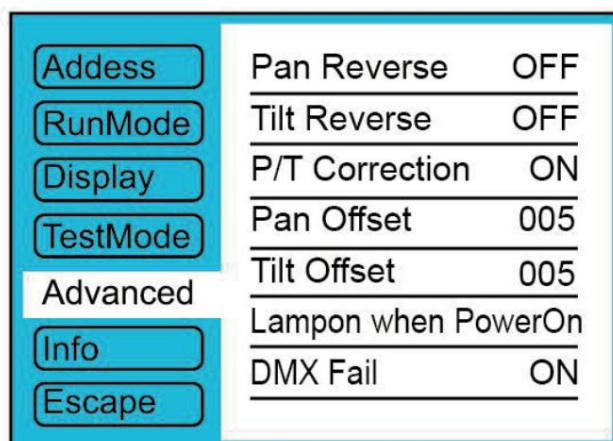 Addess
RunMode
Display
TestMode
Advanced
Info
Escape
Pan Reverse OFF
Tilt Reverse OFF
P/T Correction ON
Pan Offset 005
Tilt Offset 005
Lampon when PowerOn
DMX Fail ON